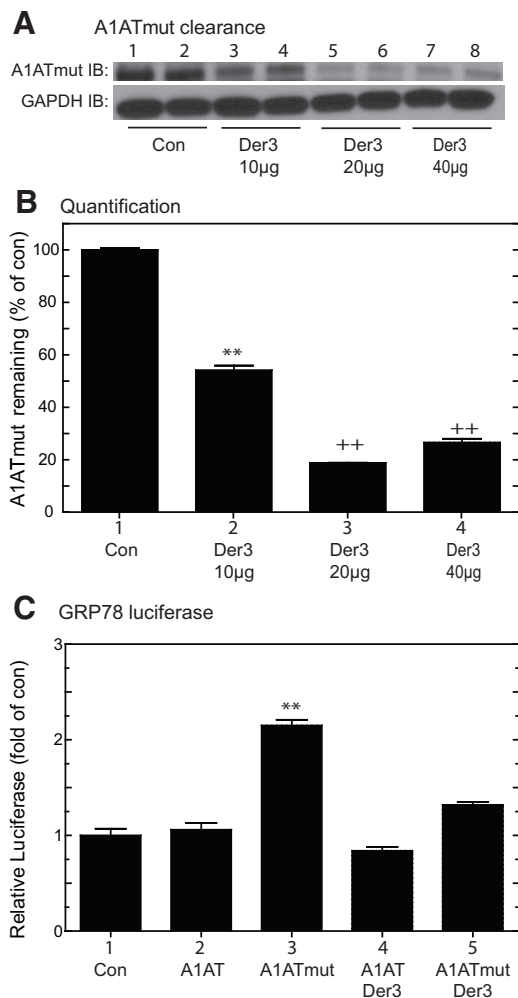 A A1ATmut clearance
1 2 3 4 5 6 7 8
A1ATmut IB:
GAPDH IB:
Con Der3 Der3 Der3
10µg 20µg 40µg
B Quantification
A1ATmut remaining (% of con)
100
80
60
40
20
0
**
++
++
1 2 3 4
Con Der3 Der3 Der3
10µg 20µg 40µg
C GRP78 luciferase
Relative Luciferase (fold of con)
3
2
1
0
**
1 2 3 4 5
Con A1AT A1ATmut A1AT A1ATmut
Der3 Der3